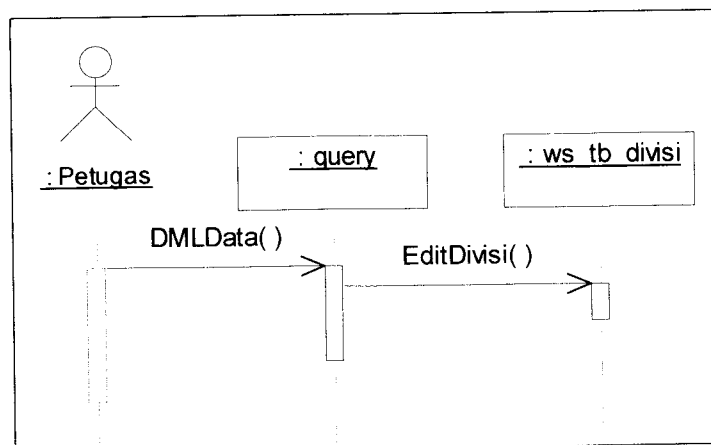 : Petugas
: query
: ws_tb_divisi
DMLData( )
EditDivisi( )